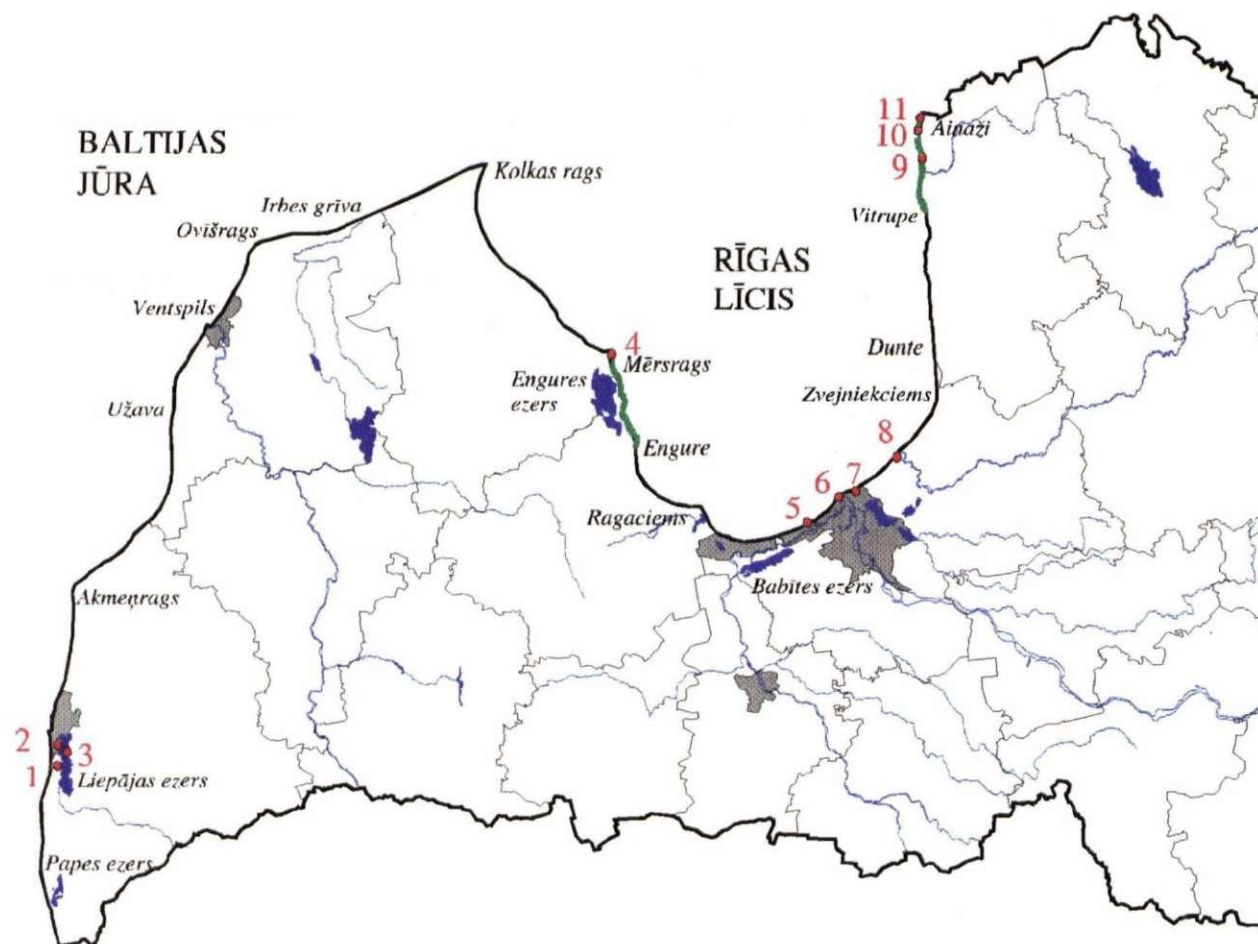 BALTIJAS
JŪRA
Kolkas rags
Irbes grīva
Ovīšrags
Ventspils
Užava
Akmeņrags
2
3
1
Liepājas ezers
Papes ezers
RĪGAS
LĪCIS
4
Mērsrags
Engures
ezers
Engure
Ragaciems
5
6
7
8
Babītes ezers
Zvejniekciems
Dunte
Vitrupe
9
10
11
Ainaži